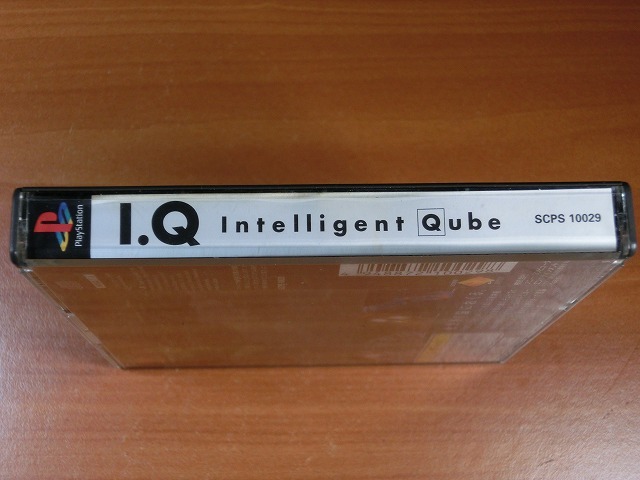 PlayStation
I.Q Intelligent Qube SCPS 10029